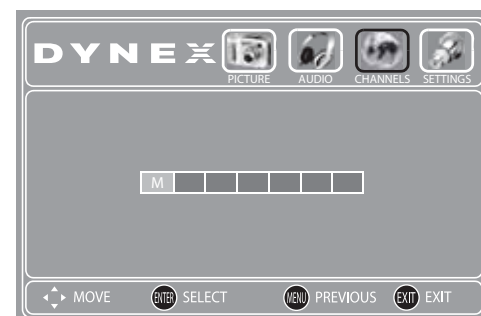 DYNEX
PICTURE AUDIO CHANNELS SETTINGS
M
MOVE ENTER SELECT MENU PREVIOUS EXIT EXIT